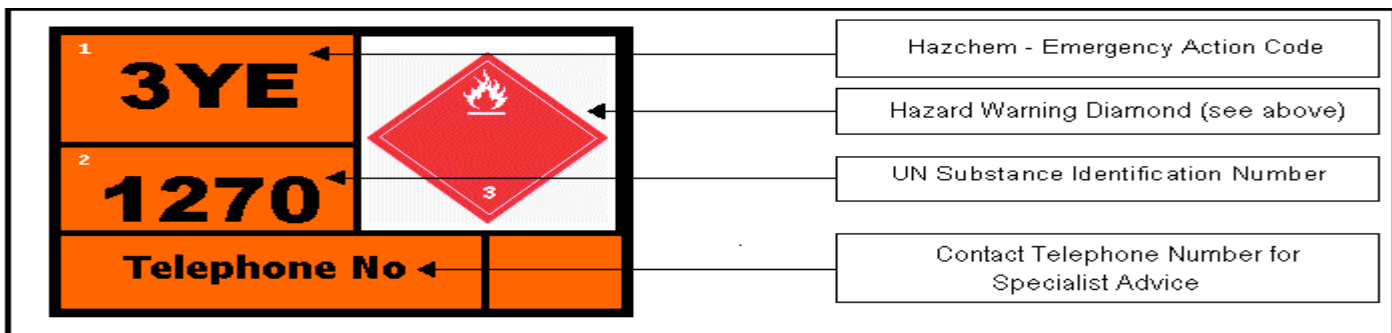 1
3YE
2
1270
3
Telephone No
Hazchem - Emergency Action Code
Hazard Warning Diamond (see above)
UN Substance Identification Number
Contact Telephone Number for
Specialist Advice